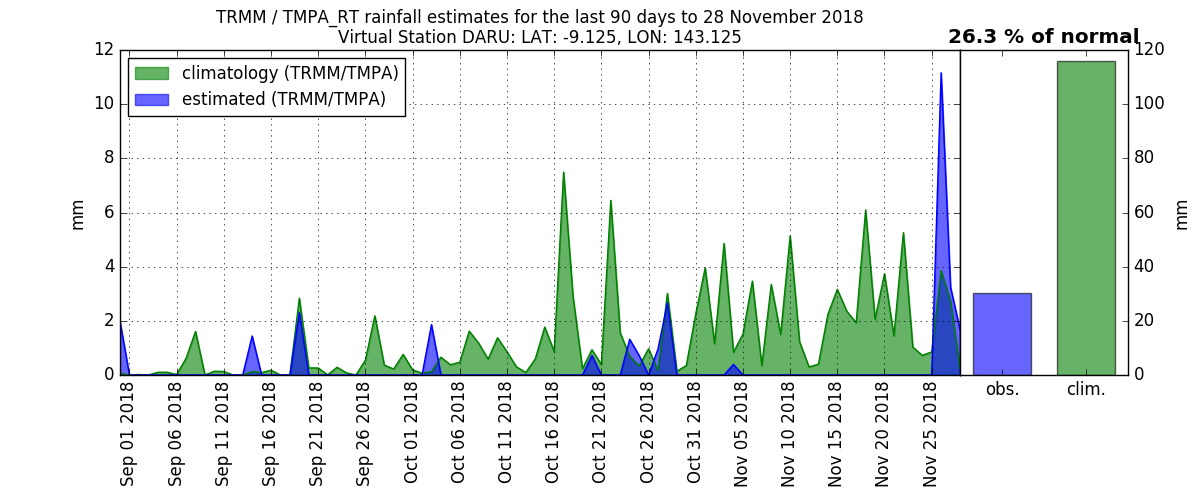 TRMM / TMPA_RT rainfall estimates for the last 90 days to 28 November 2018
Virtual Station DARU: LAT: -9.125, LON: 143.125
26.3 % of normal
climatology (TRMM/TMPA)
estimated (TRMM/TMPA)
mm
12
10
8
6
4
2
0
Sep 01 2018
Sep 06 2018
Sep 11 2018
Sep 16 2018
Sep 21 2018
Sep 26 2018
Oct 01 2018
Oct 06 2018
Oct 11 2018
Oct 16 2018
Oct 21 2018
Oct 26 2018
Oct 31 2018
Nov 05 2018
Nov 10 2018
Nov 15 2018
Nov 20 2018
Nov 25 2018
obs.
clim.
120
100
80
60
40
20
0
mm